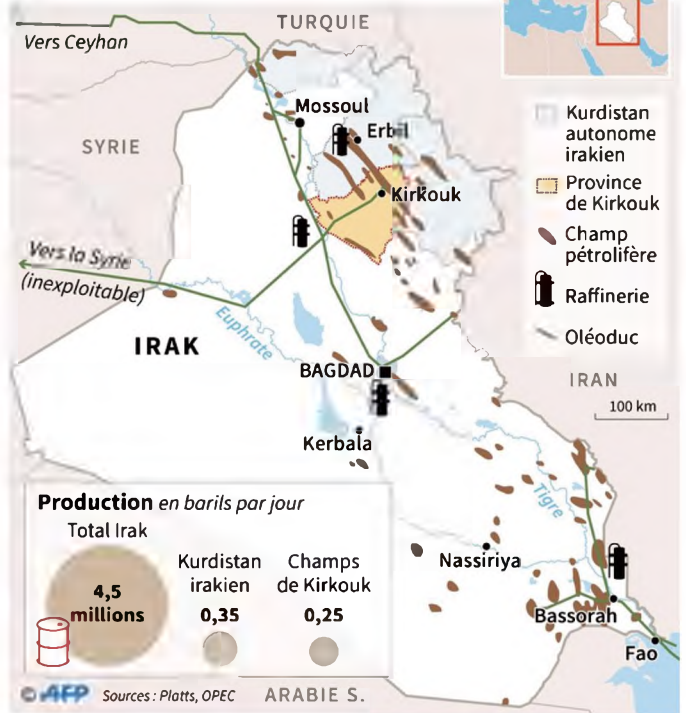 TURQUIE
Vers Ceyhan
Mossoul
Erbil
SYRIE
Kirkouk
Kurdistan
autonome
irakien
Province
de Kirkouk
Champ
pétrolifère
Raffinerie
Oléoduc
Vers la Syrie
(inexploitable)
Euphrate
IRAK
BAGDAD
IRAN
100 km
Kerbala
Tigre
Nassiriya
Bassorah
Fao
Production en barils par jour
Total Irak
4,5
millions
Kurdistan
irakien
0,35
Champs
de Kirkouk
0,25
© AFP Sources : Platts, OPEC
ARABIE S.